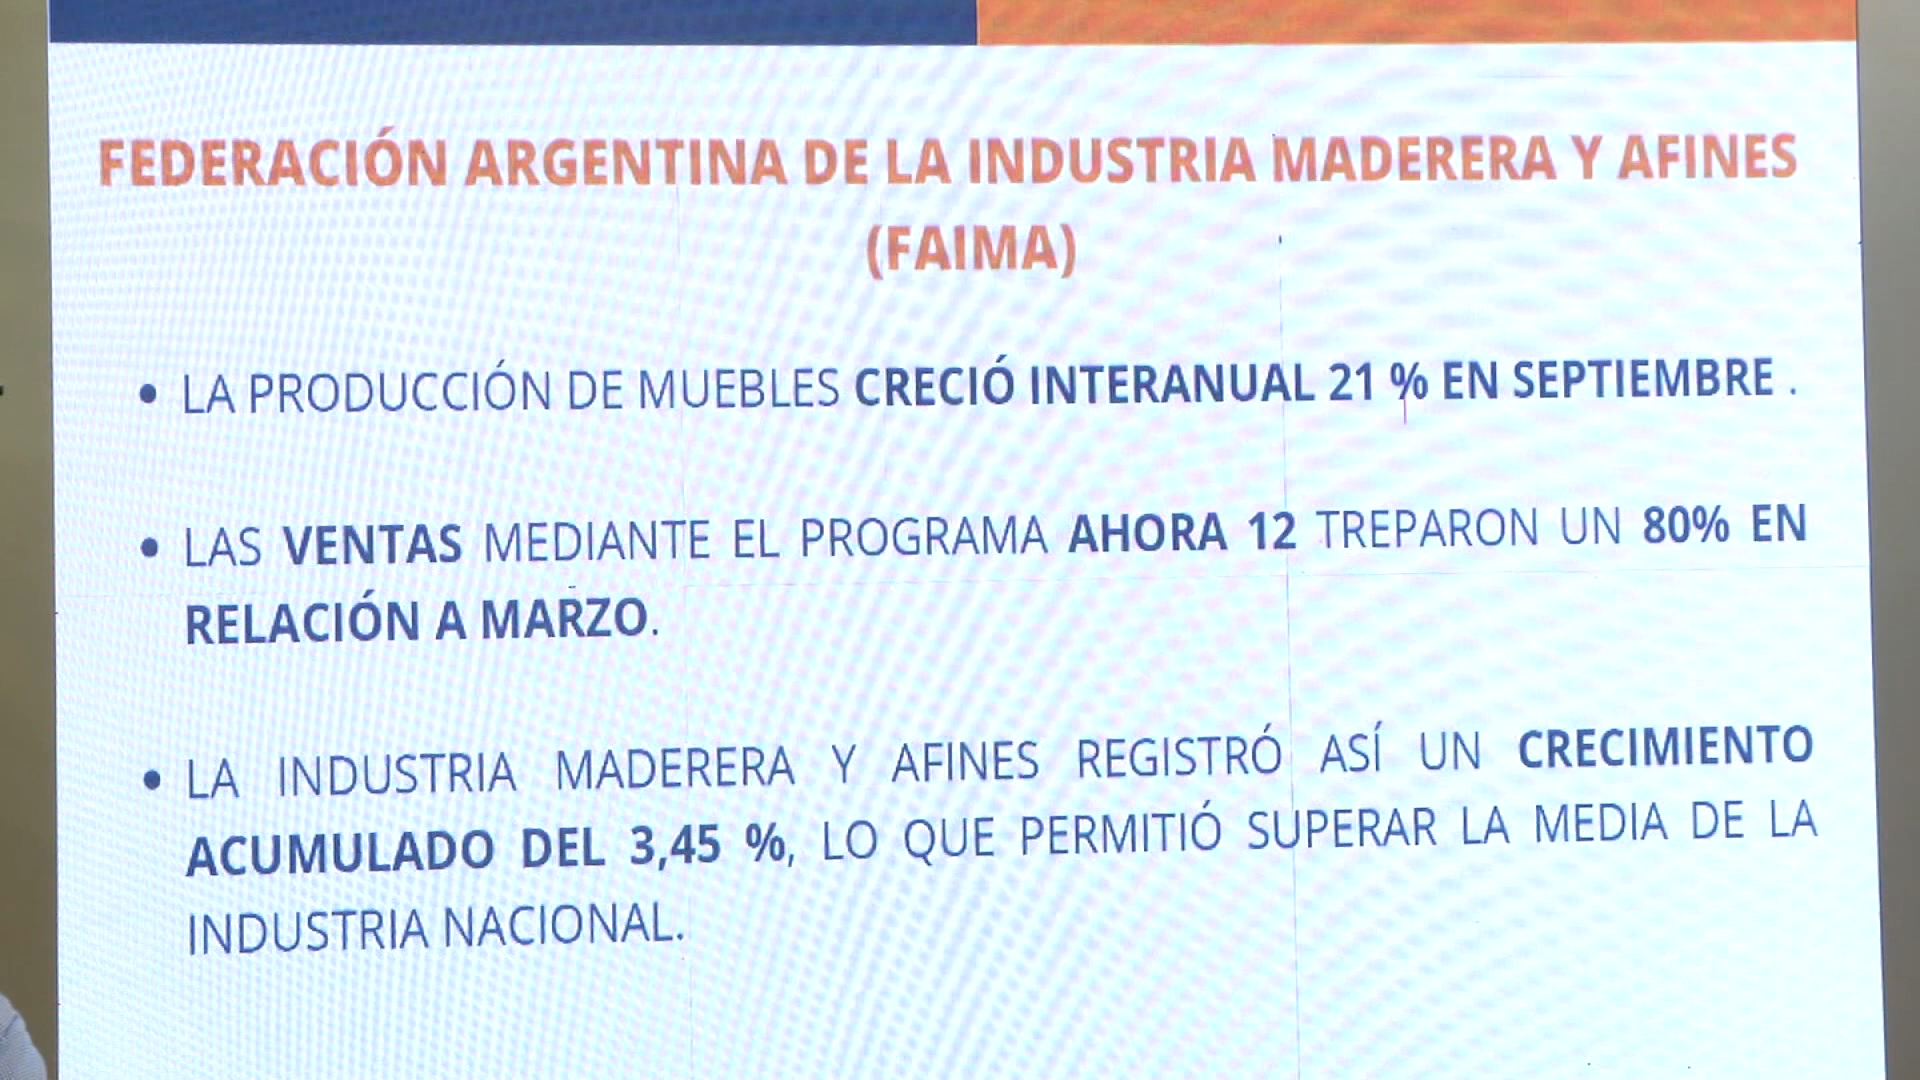 FEDERACIÓN ARGENTINA DE LA INDUSTRIA MADERERA Y AFINES
(FAIMA)
• LA PRODUCCIÓN DE MUEBLES CRECIÓ INTERANUAL 21 % EN SEPTIEMBRE .
• LAS VENTAS MEDIANTE EL PROGRAMA AHORA 12 TREPARON UN 80% EN
RELACIÓN A MARZO.
• LA INDUSTRIA MADERERA Y AFINES REGISTRÓ ASÍ UN CRECIMIENTO
ACUMULADO DEL 3,45 %, LO QUE PERMITIÓ SUPERAR LA MEDIA DE LA
INDUSTRIA NACIONAL.